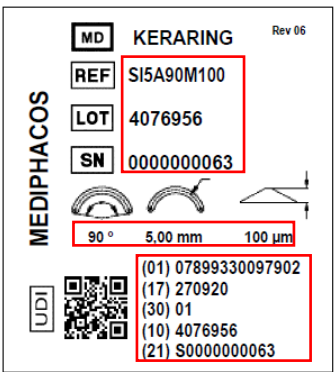 MD KERARING Rev 06
REF SI5A90M100
LOT 4076956
SN 0000000063
MEDIPHACOS
90 ° 5,00 mm 100 µm
UDI
(01) 07899330097902
(17) 270920
(30) 01
(10) 4076956
(21) S0000000063